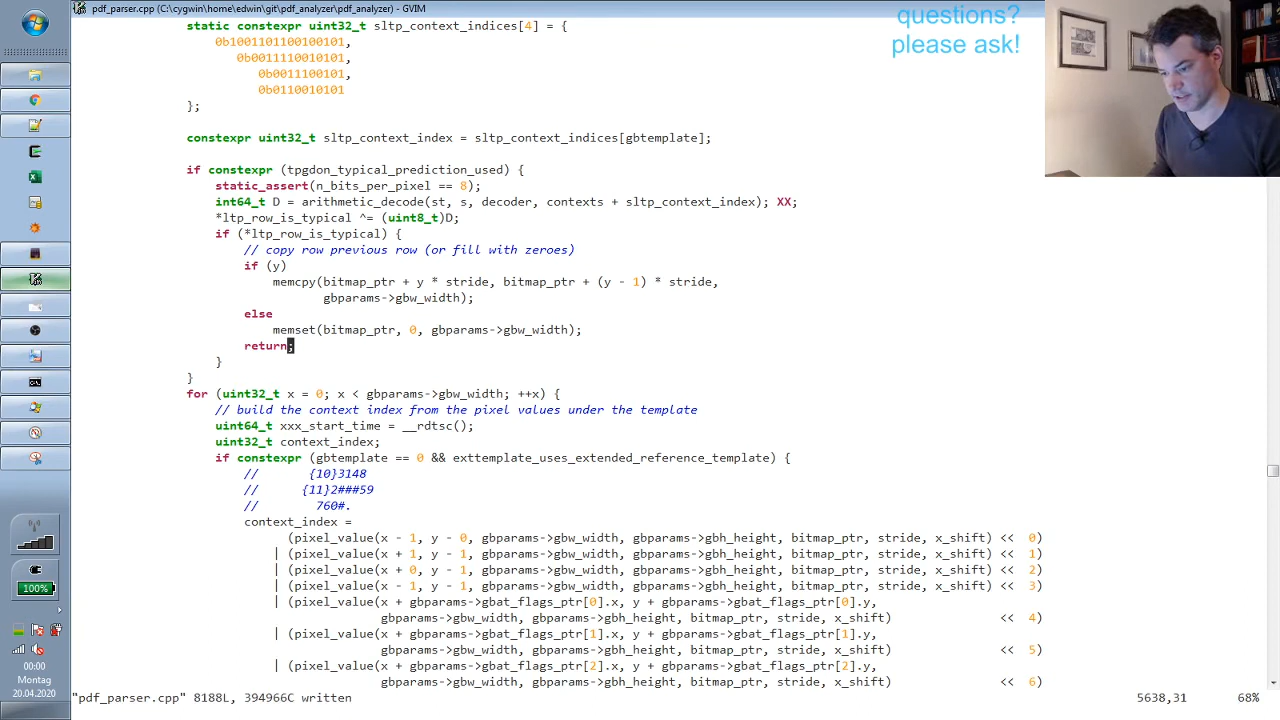 pdf_parser.cpp (C:\cygwin\home\edwin\git\pdf_analyzer\pdf_analyzer) - GVIM
questions?
please ask!
static constexpr uint32_t sltp_context_indices[4] = {
0b1001101100100101,
0b0011110010101,
0b0011100101,
0b0110010101
};
constexpr uint32_t sltp_context_index = sltp_context_indices[gbtemplate];
if constexpr (tpgdon_typical_prediction_used) {
static_assert(n_bits_per_pixel == 8);
int64_t D = arithmetic_decode(st, s, decoder, contexts + sltp_context_index); XX;
*ltp_row_is_typical ^= (uint8_t)D;
if (*ltp_row_is_typical) {
// copy row previous row (or fill with zeroes)
if (y)
memcpy(bitmap_ptr + y * stride, bitmap_ptr + (y - 1) * stride,
gbparams->gbw_width);
else
memset(bitmap_ptr, 0, gbparams->gbw_width);
return;
}
}
for (uint32_t x = 0; x < gbparams->gbw_width; ++x) {
// build the context index from the pixel values under the template
uint64_t xxx_start_time = __rdtsc();
uint32_t context_index;
if constexpr (gbtemplate == 0 && exttemplate_uses_extended_reference_template) {
// {10}3148
// {11}2###59
// 760#.
context_index =
(pixel_value(x - 1, y - 0, gbparams->gbw_width, gbparams->gbh_height, bitmap_ptr, stride, x_shift) << 0)
| (pixel_value(x + 1, y - 1, gbparams->gbw_width, gbparams->gbh_height, bitmap_ptr, stride, x_shift) << 1)
| (pixel_value(x + 0, y - 1, gbparams->gbw_width, gbparams->gbh_height, bitmap_ptr, stride, x_shift) << 2)
| (pixel_value(x - 1, y - 1, gbparams->gbw_width, gbparams->gbh_height, bitmap_ptr, stride, x_shift) << 3)
| (pixel_value(x + gbparams->gbat_flags_ptr[0].x, y + gbparams->gbat_flags_ptr[0].y,
gbparams->gbw_width, gbparams->gbh_height, bitmap_ptr, stride, x_shift) << 4)
| (pixel_value(x + gbparams->gbat_flags_ptr[1].x, y + gbparams->gbat_flags_ptr[1].y,
gbparams->gbw_width, gbparams->gbh_height, bitmap_ptr, stride, x_shift) << 5)
| (pixel_value(x + gbparams->gbat_flags_ptr[2].x, y + gbparams->gbat_flags_ptr[2].y,
gbparams->gbw_width, gbparams->gbh_height, bitmap_ptr, stride, x_shift) << 6)
"pdf_parser.cpp" 8188L, 394966C written
5638,31
68%
100%
00:00
Montag
20.04.2020